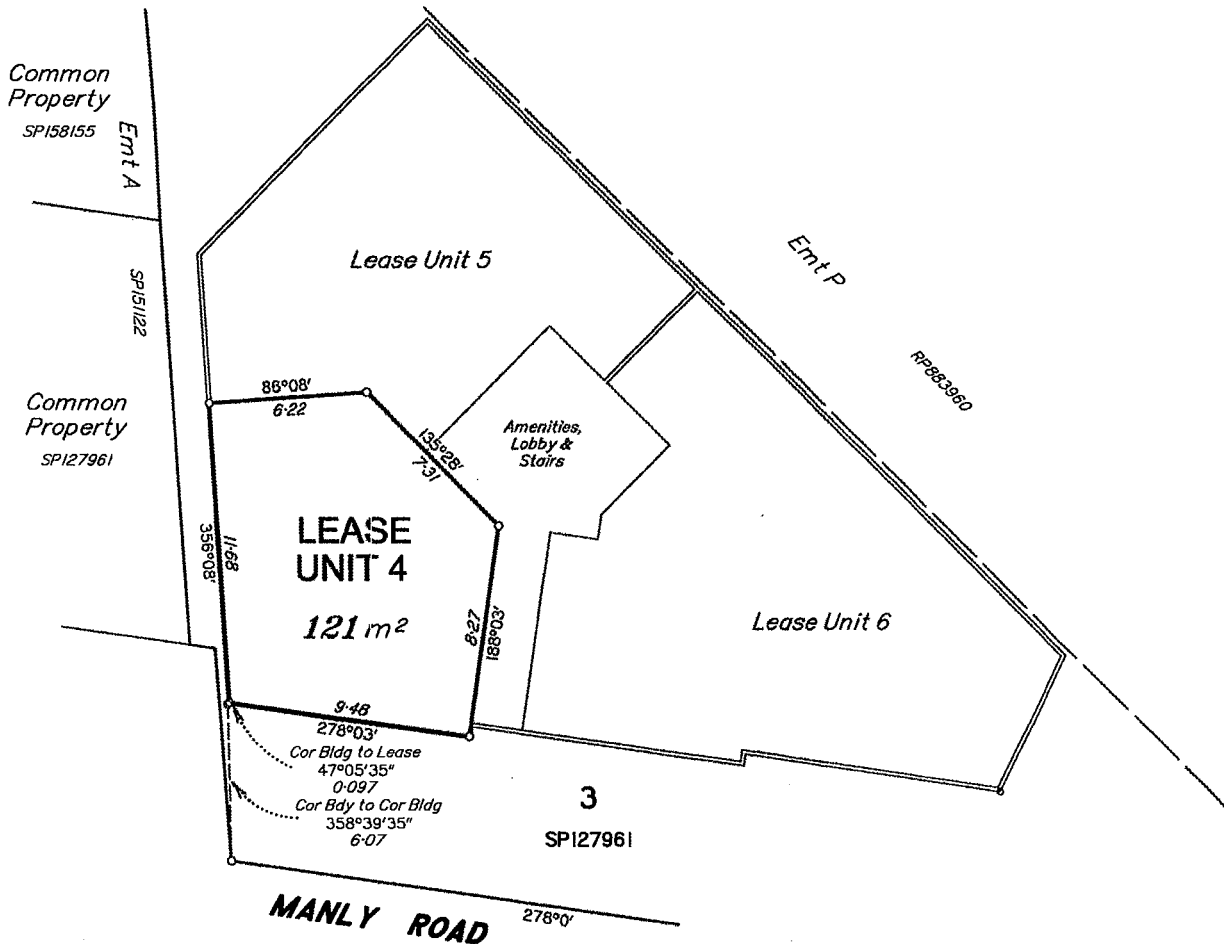 Common
Property
SP158155
Emt A
SP151122
Common
Property
SP127961
Lease Unit 5
Emt P
RP883960
86°08'
6·22
135°28'
7·31
Amenities,
Lobby &
Stairs
LEASE
UNIT 4
121 m²
11·68
356°08'
8·27
188°03'
Lease Unit 6
9·48
278°03'
Cor Bldg to Lease
47°05'35"
0·097
Cor Bdy to Cor Bldg
358°39'35"
6·07
3
SP127961
MANLY ROAD
278°0'